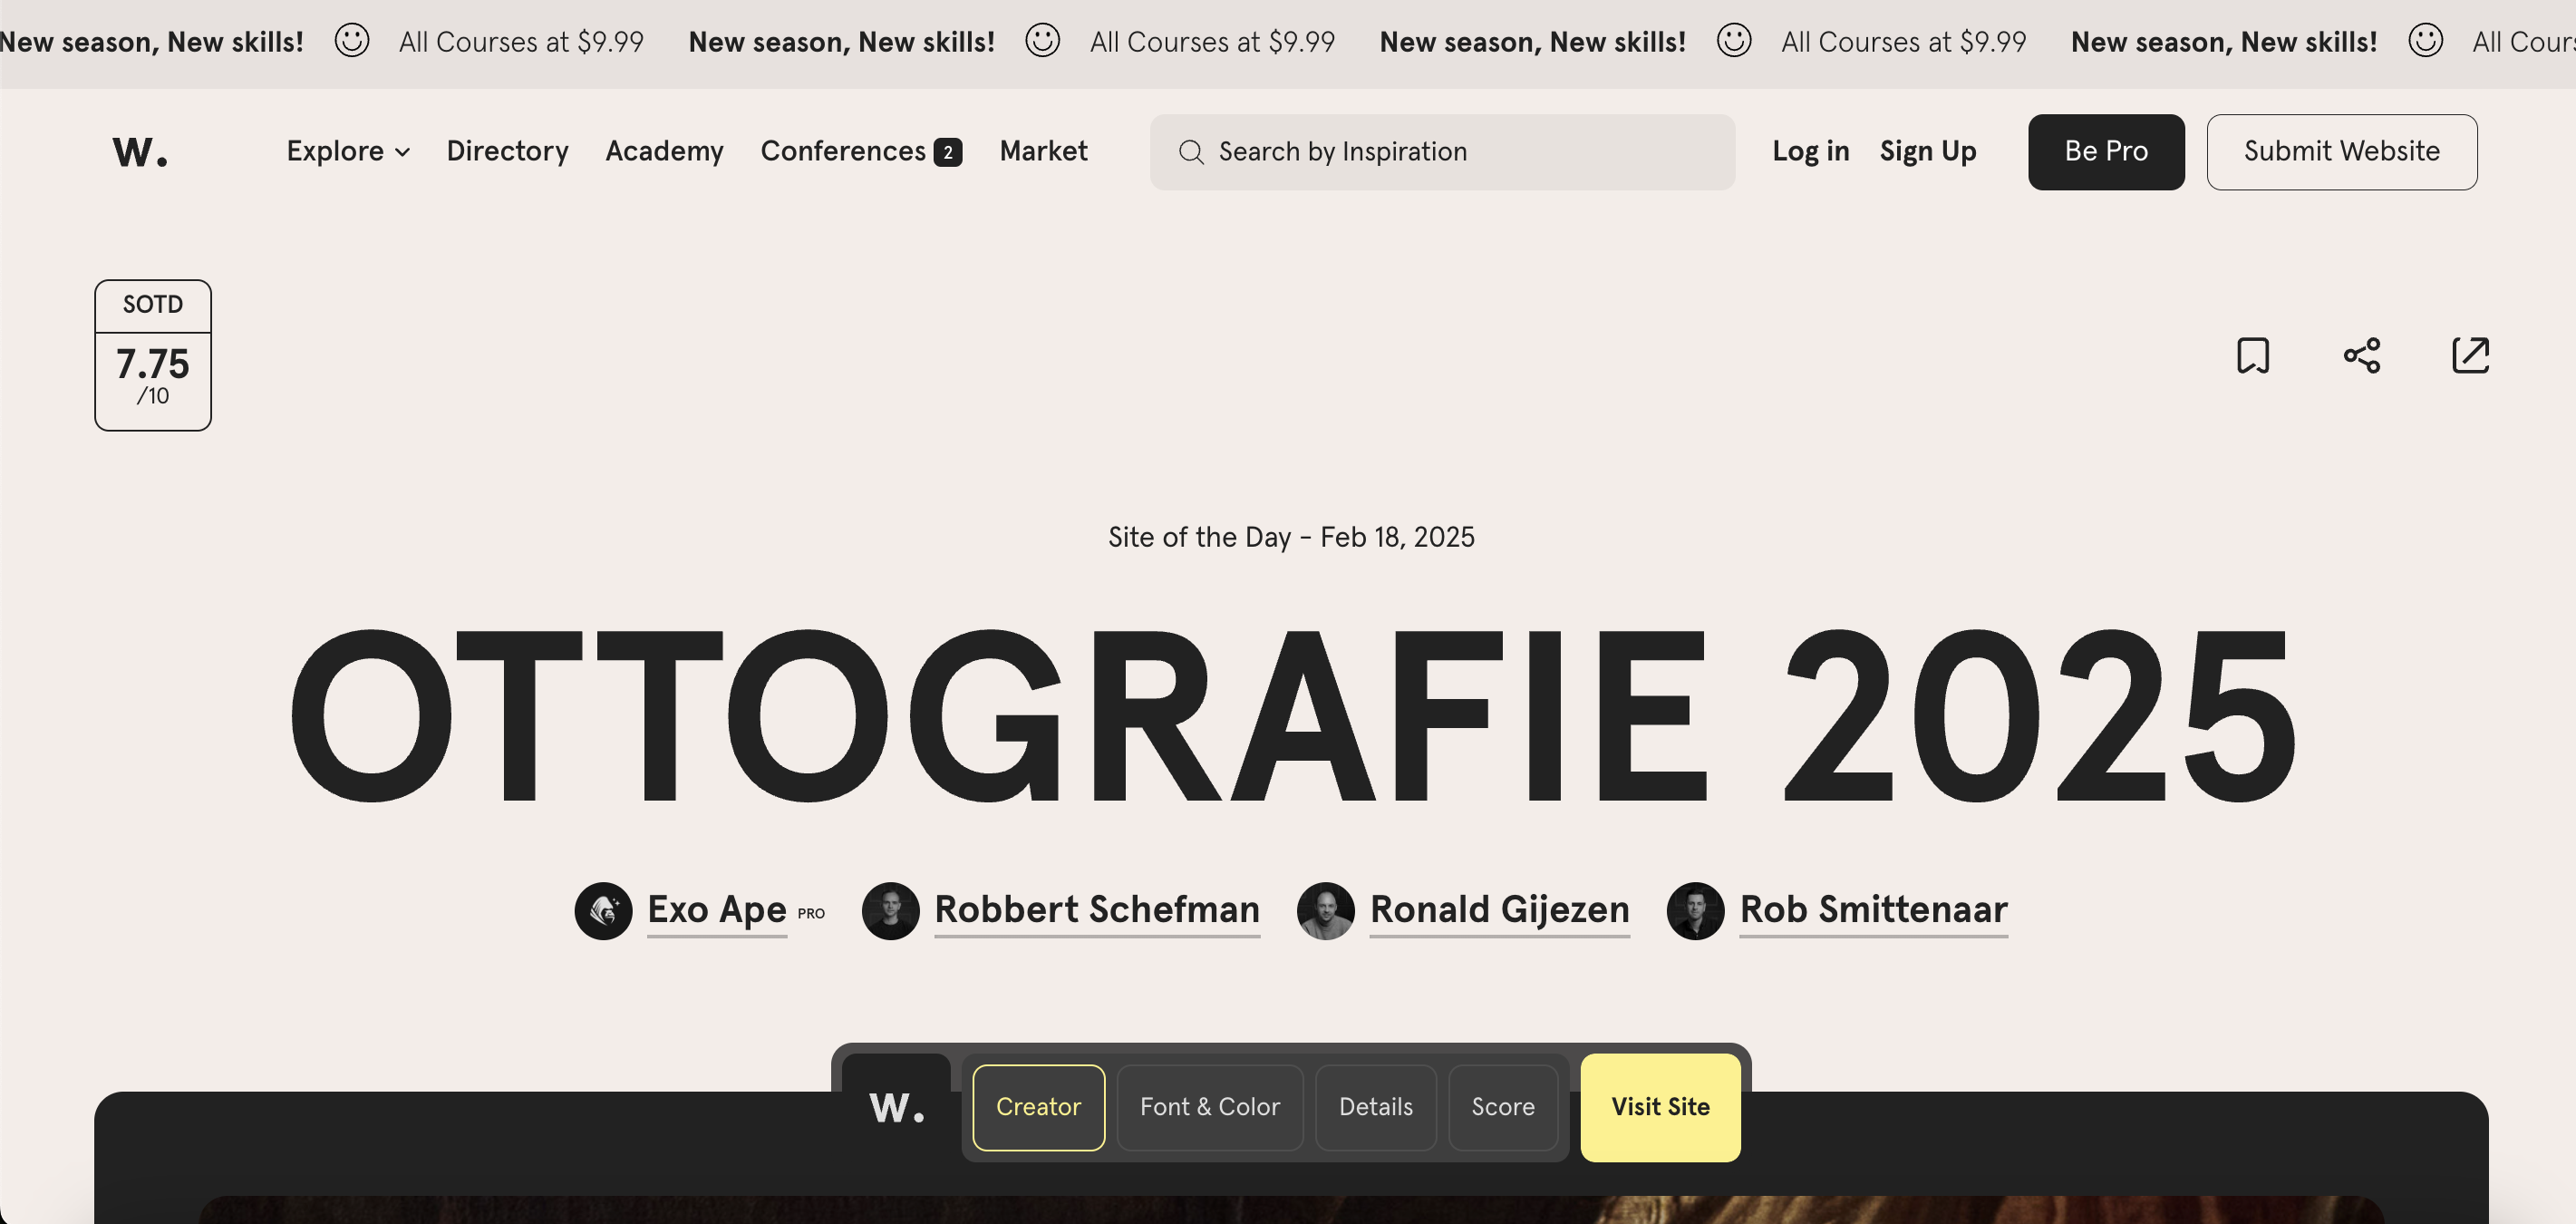 New season, New skills! All Courses at $9.99 New season, New skills! All Courses at $9.99 New season, New skills! All Courses at $9.99 New season, New skills! All Cours
W. Explore Directory Academy Conferences 2 Market Search by Inspiration Log in Sign Up Be Pro Submit Website
SOTD
7.75
/10
Site of the Day - Feb 18, 2025
OTTOGRAFIE 2025
Exo Ape PRO Robbert Schefman Ronald Gijezen Rob Smittenaar
W. Creator Font & Color Details Score Visit Site